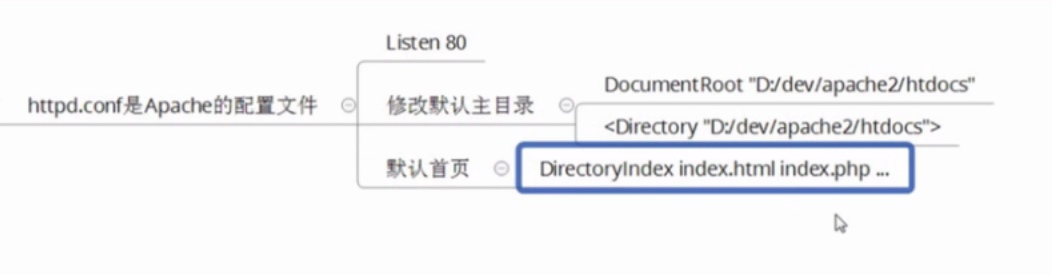 httpd.conf是Apache的配置文件
Listen 80
修改默认主目录
DocumentRoot "D:/dev/apache2/htdocs"
<Directory "D:/dev/apache2/htdocs">
默认首页
DirectoryIndex index.html index.php ...